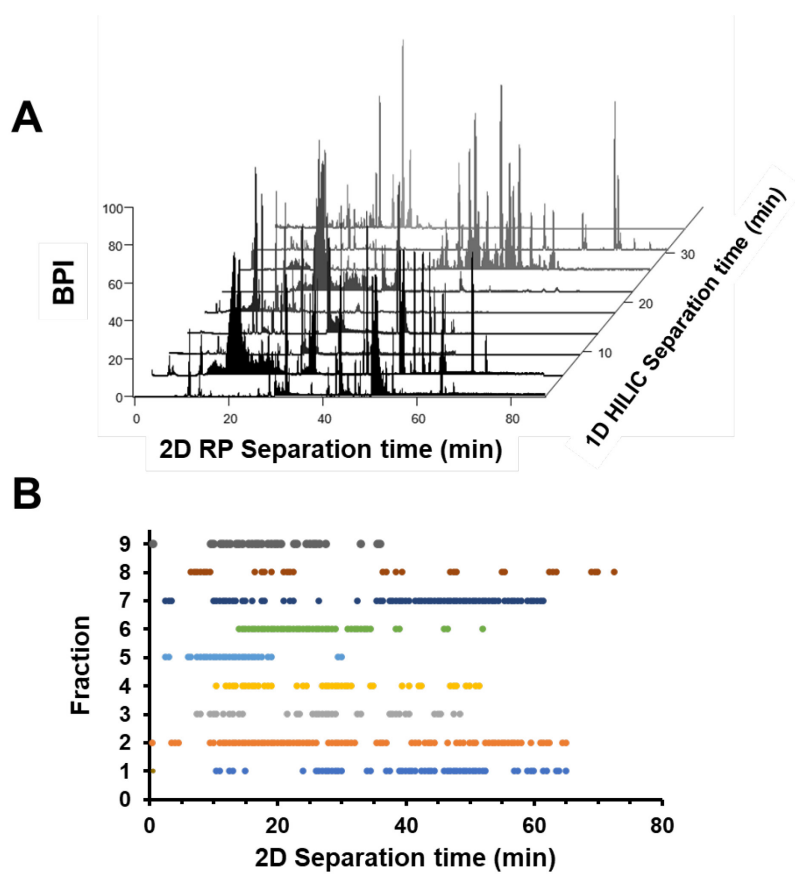 A
BPI
100
80
60
40
20
0
0 20 40 60 80
10
20
30
2D RP Separation time (min)
1D HILIC Separation time (min)
B
Fraction
9
8
7
6
5
4
3
2
1
0
0 20 40 60 80
2D Separation time (min)